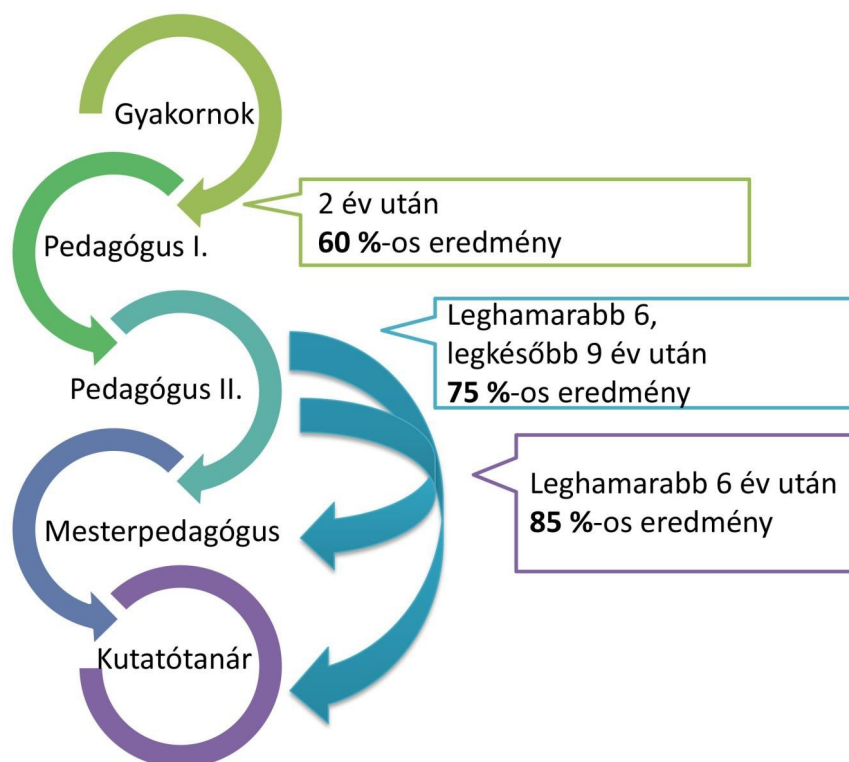 Gyakornok
2 év után
60 %-os eredmény
Pedagógus I.
Leghamarabb 6,
legkésőbb 9 év után
75 %-os eredmény
Pedagógus II.
Leghamarabb 6 év után
85 %-os eredmény
Mesterpedagógus
Kutatótanár